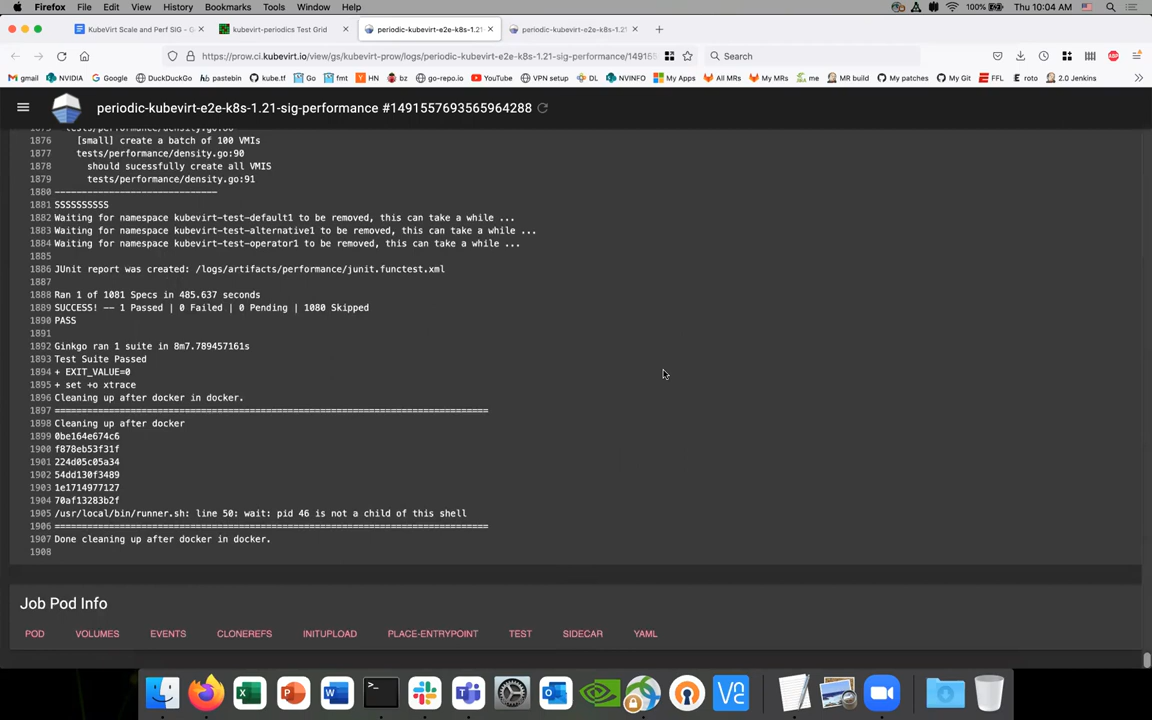 Firefox File Edit View History Bookmarks Tools Window Help 100% Thu 10:04 AM
KubeVirt Scale and Perf SIG - G
kubevirt-periodics Test Grid
periodic-kubevirt-e2e-k8s-1.21
periodic-kubevirt-e2e-k8s-1.21
https://prow.ci.kubevirt.io/view/gs/kubevirt-prow/logs/periodic-kubevirt-e2e-k8s-1.21-sig-performance/149155
Search
gmail NVIDIA Google DuckDuckGo pastebin kube.tf Go fmt HN bz go-repo.io YouTube VPN setup DL NVINFO My Apps All MRs My MRs me MR build My patches My Git FFL roto 2.0 Jenkins
periodic-kubevirt-e2e-k8s-1.21-sig-performance #1491557693565964288
1876 [small] create a batch of 100 VMIs
1877 tests/performance/density.go:90
1878 should sucessfully create all VMIS
1879 tests/performance/density.go:91
1880 ------------------------------
1881 SSSSSSSSSS
1882 Waiting for namespace kubevirt-test-default1 to be removed, this can take a while ...
1883 Waiting for namespace kubevirt-test-alternative1 to be removed, this can take a while ...
1884 Waiting for namespace kubevirt-test-operator1 to be removed, this can take a while ...
1885
1886 JUnit report was created: /logs/artifacts/performance/junit.functest.xml
1887
1888 Ran 1 of 1081 Specs in 485.637 seconds
1889 SUCCESS! -- 1 Passed | 0 Failed | 0 Pending | 1080 Skipped
1890 PASS
1891
1892 Ginkgo ran 1 suite in 8m7.789457161s
1893 Test Suite Passed
1894 + EXIT_VALUE=0
1895 + set +o xtrace
1896 Cleaning up after docker in docker.
1897 ================================================================================
1898 Cleaning up after docker
1899 0be164e674c6
1900 f878eb53f31f
1901 224d05c05a34
1902 54dd130f3489
1903 1e1714977127
1904 70af13283b2f
1905 /usr/local/bin/runner.sh: line 50: wait: pid 46 is not a child of this shell
1906 ================================================================================
1907 Done cleaning up after docker in docker.
1908
Job Pod Info
POD VOLUMES EVENTS CLONEREFS INITUPLOAD PLACE-ENTRYPOINT TEST SIDECAR YAML